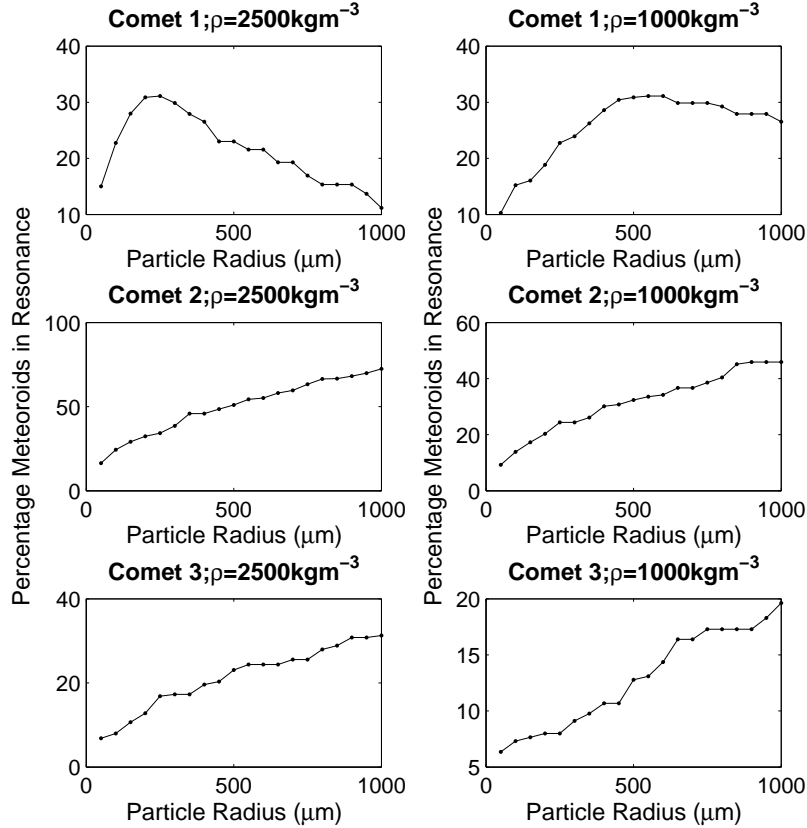 Comet 1;ρ=2500kgm⁻³
40
30
20
10
0
500
1000
Particle Radius (μm)
Comet 1;ρ=1000kgm⁻³
40
30
20
10
0
500
1000
Particle Radius (μm)
Percentage Meteoroids in Resonance
Percentage Meteoroids in Resonance
Comet 2;ρ=2500kgm⁻³
100
50
0
0
500
1000
Particle Radius (μm)
Comet 2;ρ=1000kgm⁻³
60
40
20
0
0
500
1000
Particle Radius (μm)
Comet 3;ρ=2500kgm⁻³
40
20
0
0
500
1000
Particle Radius (μm)
Comet 3;ρ=1000kgm⁻³
20
15
10
5
0
500
1000
Particle Radius (μm)